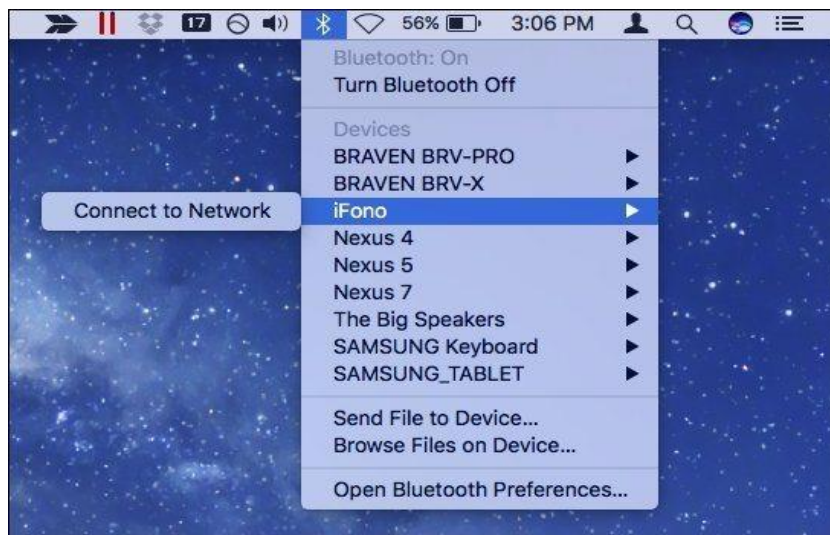 17 56% 3:06 PM
Bluetooth: On
Turn Bluetooth Off
Devices
BRAVEN BRV-PRO
BRAVEN BRV-X
Connect to Network iFono
Nexus 4
Nexus 5
Nexus 7
The Big Speakers
SAMSUNG Keyboard
SAMSUNG_TABLET
Send File to Device...
Browse Files on Device...
Open Bluetooth Preferences...